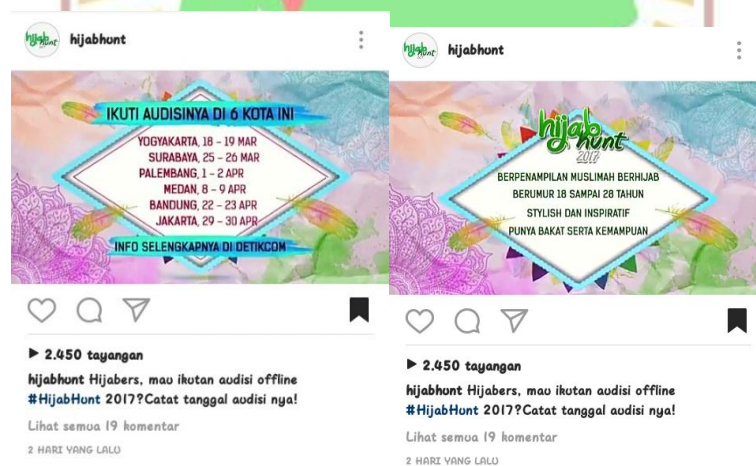 hijab hunt
hijabhunt
IKUTI AUDISINYA DI 6 KOTA INI
YOGYAKARTA, 18 - 19 MAR
SURABAYA, 25 - 26 MAR
PALEMBANG, 1 - 2 APR
MEDAN, 8 - 9 APR
BANDUNG, 22 - 23 APR
JAKARTA, 29 - 30 APR
INFO SELENGKAPNYA DI DETIKCOM
2.450 tayangan
hijabhunt Hijabers, mau ikutan audisi offline
#HijabHunt 2017?Catat tanggal audisi nya!
Lihat semua 19 komentar
2 HARI YANG LALU
hijab hunt
hijabhunt
hijab
hunt
2017
BERPENAMPILAN MUSLIMAH BERHIJAB
BERUMUR 18 SAMPAI 28 TAHUN
STYLISH DAN INSPIRATIF
PUNYA BAKAT SERTA KEMAMPUAN
2.450 tayangan
hijabhunt Hijabers, mau ikutan audisi offline
#HijabHunt 2017?Catat tanggal audisi nya!
Lihat semua 19 komentar
2 HARI YANG LALU